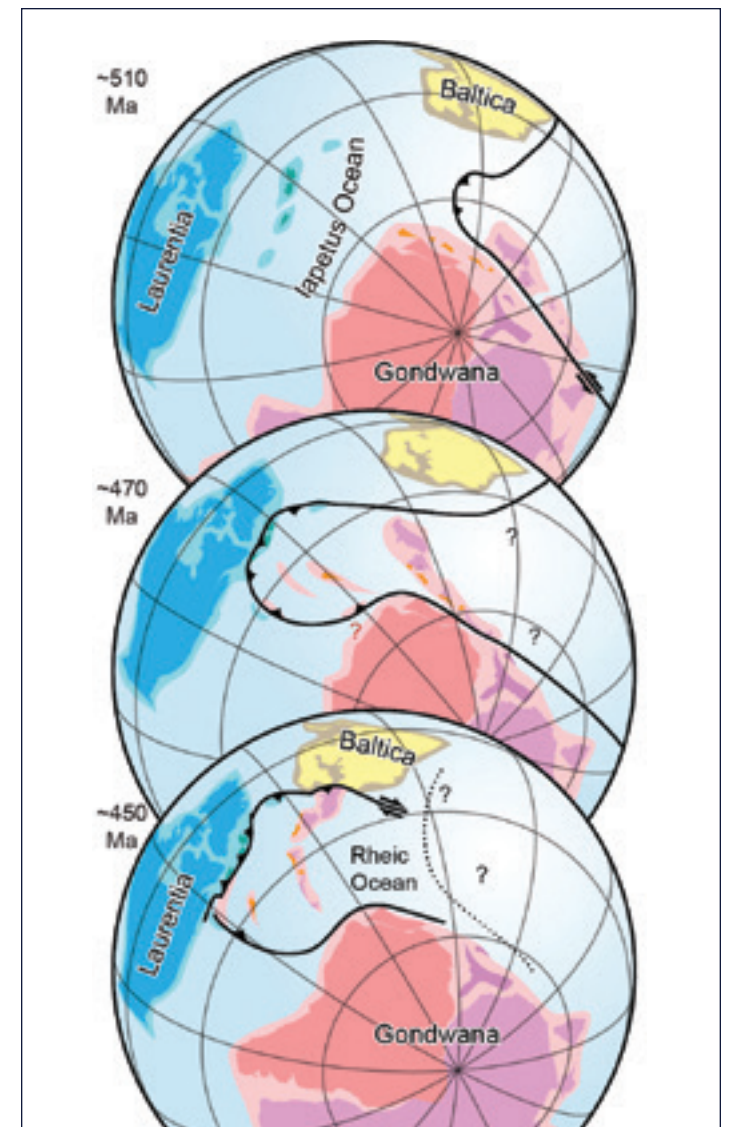 ~510
Ma
Baltica
Laurentia
Iapetus Ocean
Gondwana
~470
Ma
?
?
?
Baltica
~450
Ma
?
Rheic
Ocean
?
Laurentia
Gondwana